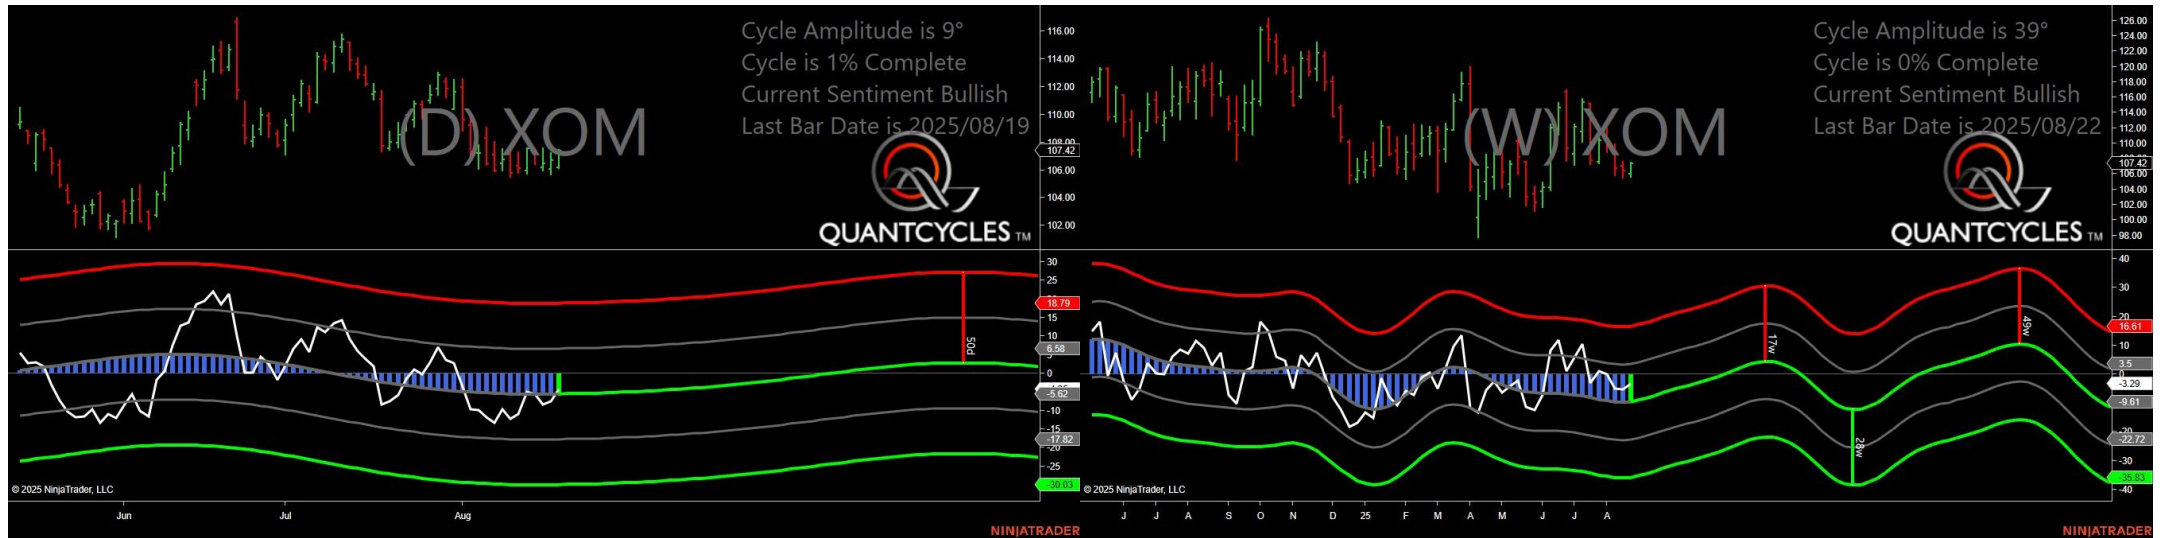 Cycle Amplitude is 9°
Cycle is 1% Complete
Current Sentiment Bullish
Last Bar Date is 2025/08/19
(D) XOM
QUANTCYCLES TM
116.00
114.00
112.00
110.00
108.00
107.42
106.00
104.00
102.00
30
25
18.79
15
10
6.58
5
0
-5.62
-10
-15
-17.82
-20
-25
-30.03
50d
© 2025 NinjaTrader, LLC
Jun Jul Aug
NINJATRADER
Cycle Amplitude is 39°
Cycle is 0% Complete
Current Sentiment Bullish
Last Bar Date is 2025/08/22
(W) XOM
QUANTCYCLES TM
126.00
124.00
122.00
120.00
118.00
116.00
114.00
112.00
110.00
107.42
106.00
104.00
102.00
100.00
98.00
40
30
20
16.61
10
3.5
0
-3.29
-9.61
-20
-22.72
-30
-35.83
-40
17w
28w
49w
© 2025 NinjaTrader, LLC
J J A S O N D 25 F M A M J J A
NINJATRADER